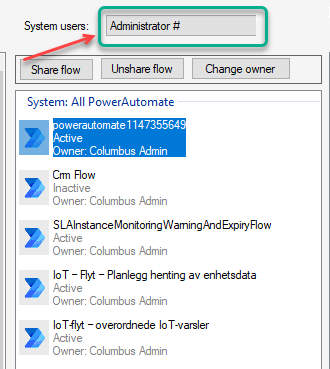 System users: Administrator #
Share flow Unshare flow Change owner
System: All PowerAutomate
powerautomate1147355649
Active
Owner: Columbus Admin
Crm Flow
Inactive
Owner: Columbus Admin
SLAInstanceMonitoringWarningAndExpiryFlow
Active
Owner: Columbus Admin
IoT – Flyt – Planlegg henting av enhetsdata
Active
Owner: Columbus Admin
IoT-flyt – overordnede IoT-varsler
Active
Owner: Columbus Admin